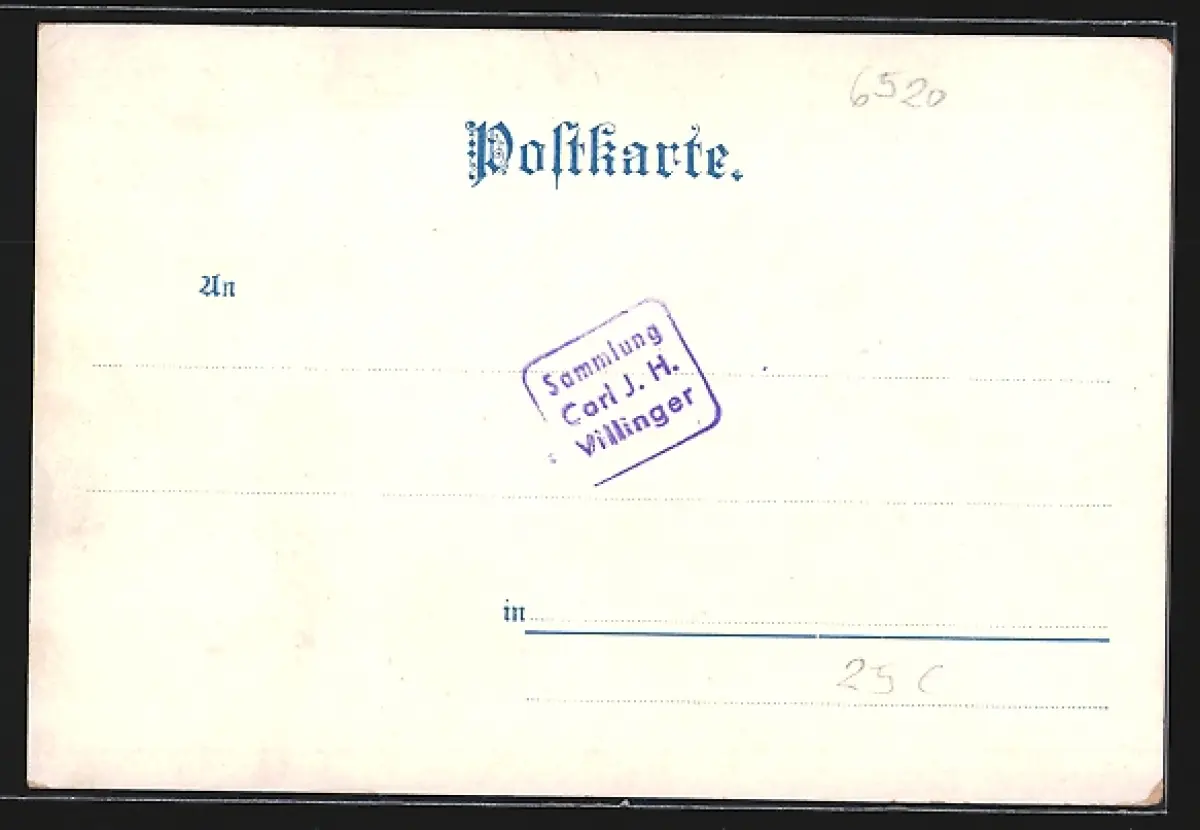 6520
Postkarte.
An
Sammlung
Carl J. H.
Villinger
in
25 C